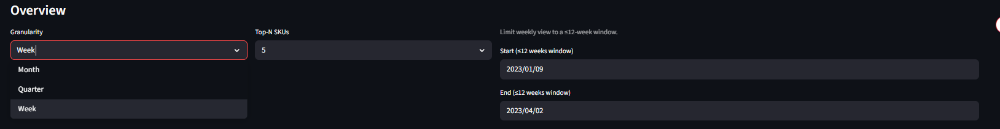 Overview
Granularity
Week
Month
Quarter
Week
Top-N SKUs
5
Limit weekly view to a ≤12-week window.
Start (≤12 weeks window)
2023/01/09
End (≤12 weeks window)
2023/04/02